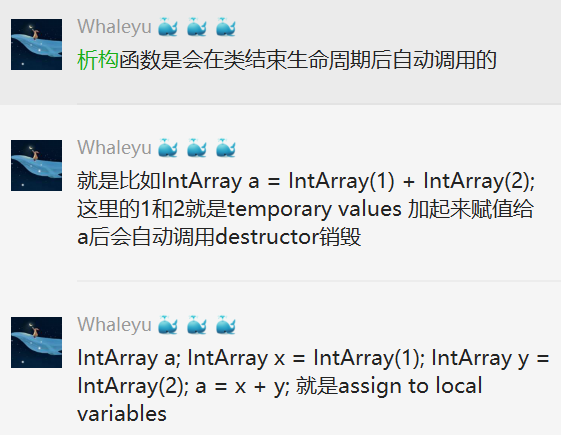 Whaleyu 🐳 🐳 🐳
析构函数是会在类结束生命周期后自动调用的
Whaleyu 🐳 🐳 🐳
就是比如IntArray a = IntArray(1) + IntArray(2);
这里的1和2就是temporary values 加起来赋值给
a后会自动调用destructor销毁
Whaleyu 🐳 🐳 🐳
IntArray a; IntArray x = IntArray(1); IntArray y =
IntArray(2); a = x + y; 就是assign to local
variables